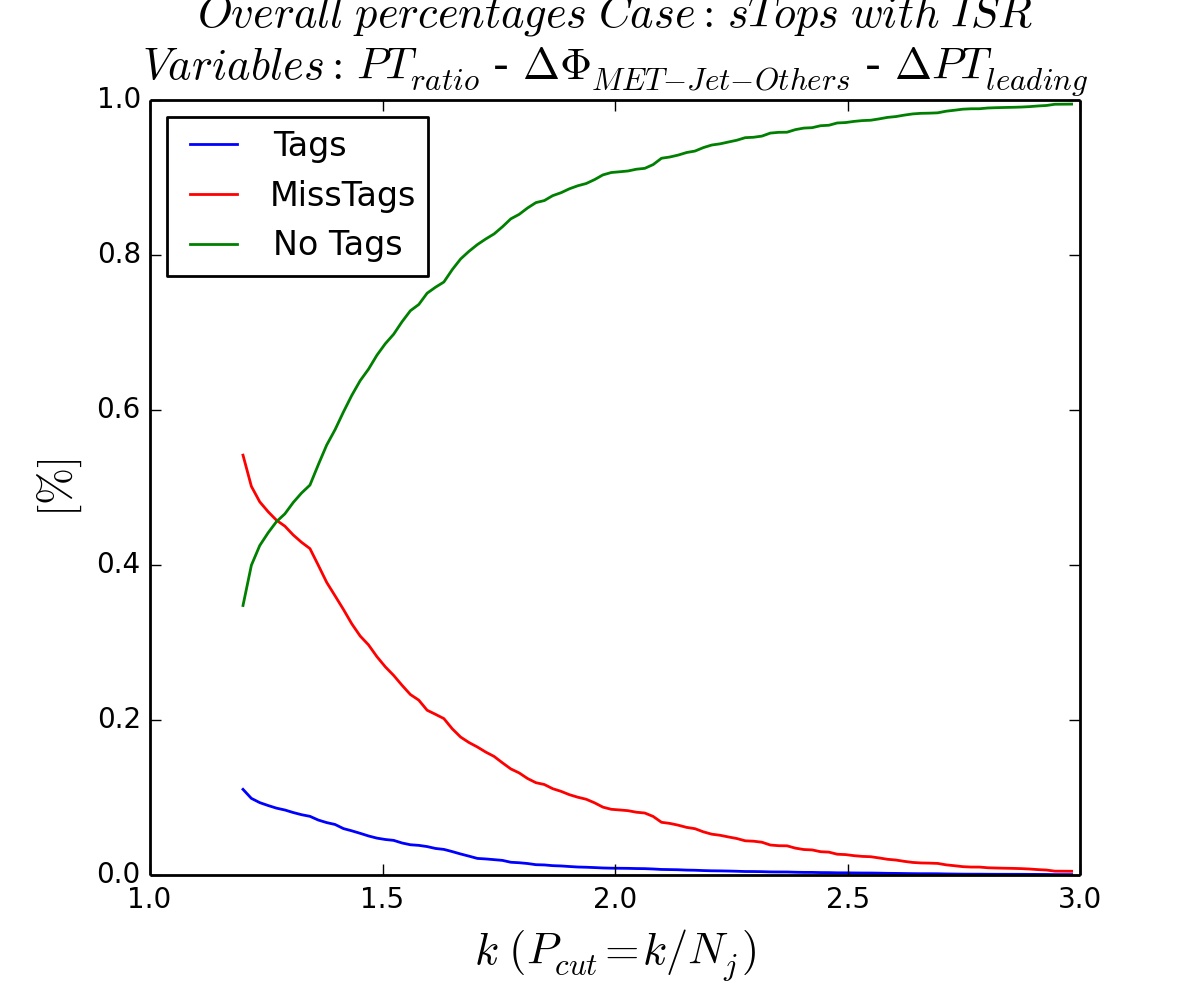 Overall percentages Case: sTops with ISR
Variables: PT_ratio - ΔΦ_MET−Jet−Others - ΔPT_leading
1.0
0.8
0.6
0.4
0.2
0.0
[%]
Tags
MissTags
No Tags
1.0 1.5 2.0 2.5 3.0
k (P_cut = k/N_j)